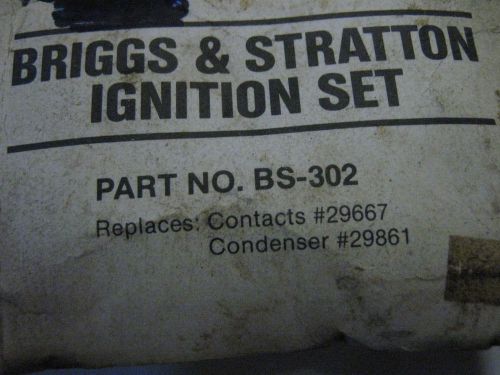 BRIGGS & STRATTON
IGNITION SET
PART NO. BS-302
Replaces: Contacts #29667
Condenser #29861